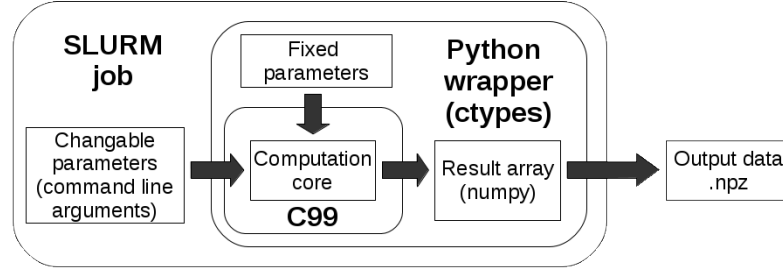 SLURM
job
Fixed
parameters
Python
wrapper
(ctypes)
Changable
parameters
(command line
arguments)
Computation
core
C99
Result array
(numpy)
Output data
.npz